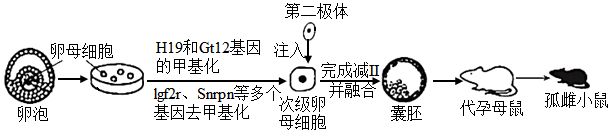 第二极体
卵母细胞
H19和Gt12基因
的甲基化
注入
完成减Ⅱ
并融合
lgf2r、Snrpn等多个
基因去甲基化
卵泡
次级卵
母细胞
囊胚
代孕母鼠
孤雌小鼠